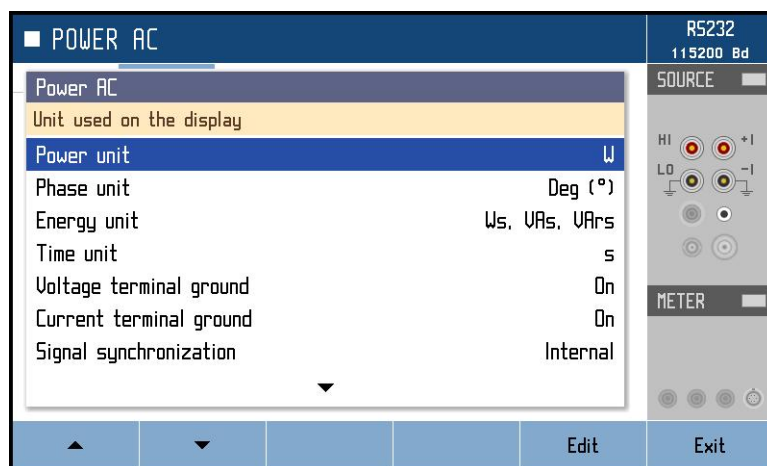 ■ POWER AC
RS232
115200 Bd
Power AC
Unit used on the display
Power unit W
Phase unit Deg (°)
Energy unit Ws, VAs, VArs
Time unit s
Voltage terminal ground On
Current terminal ground On
Signal synchronization Internal
SOURCE
HI +I
LO -I
METER
Edit
Exit